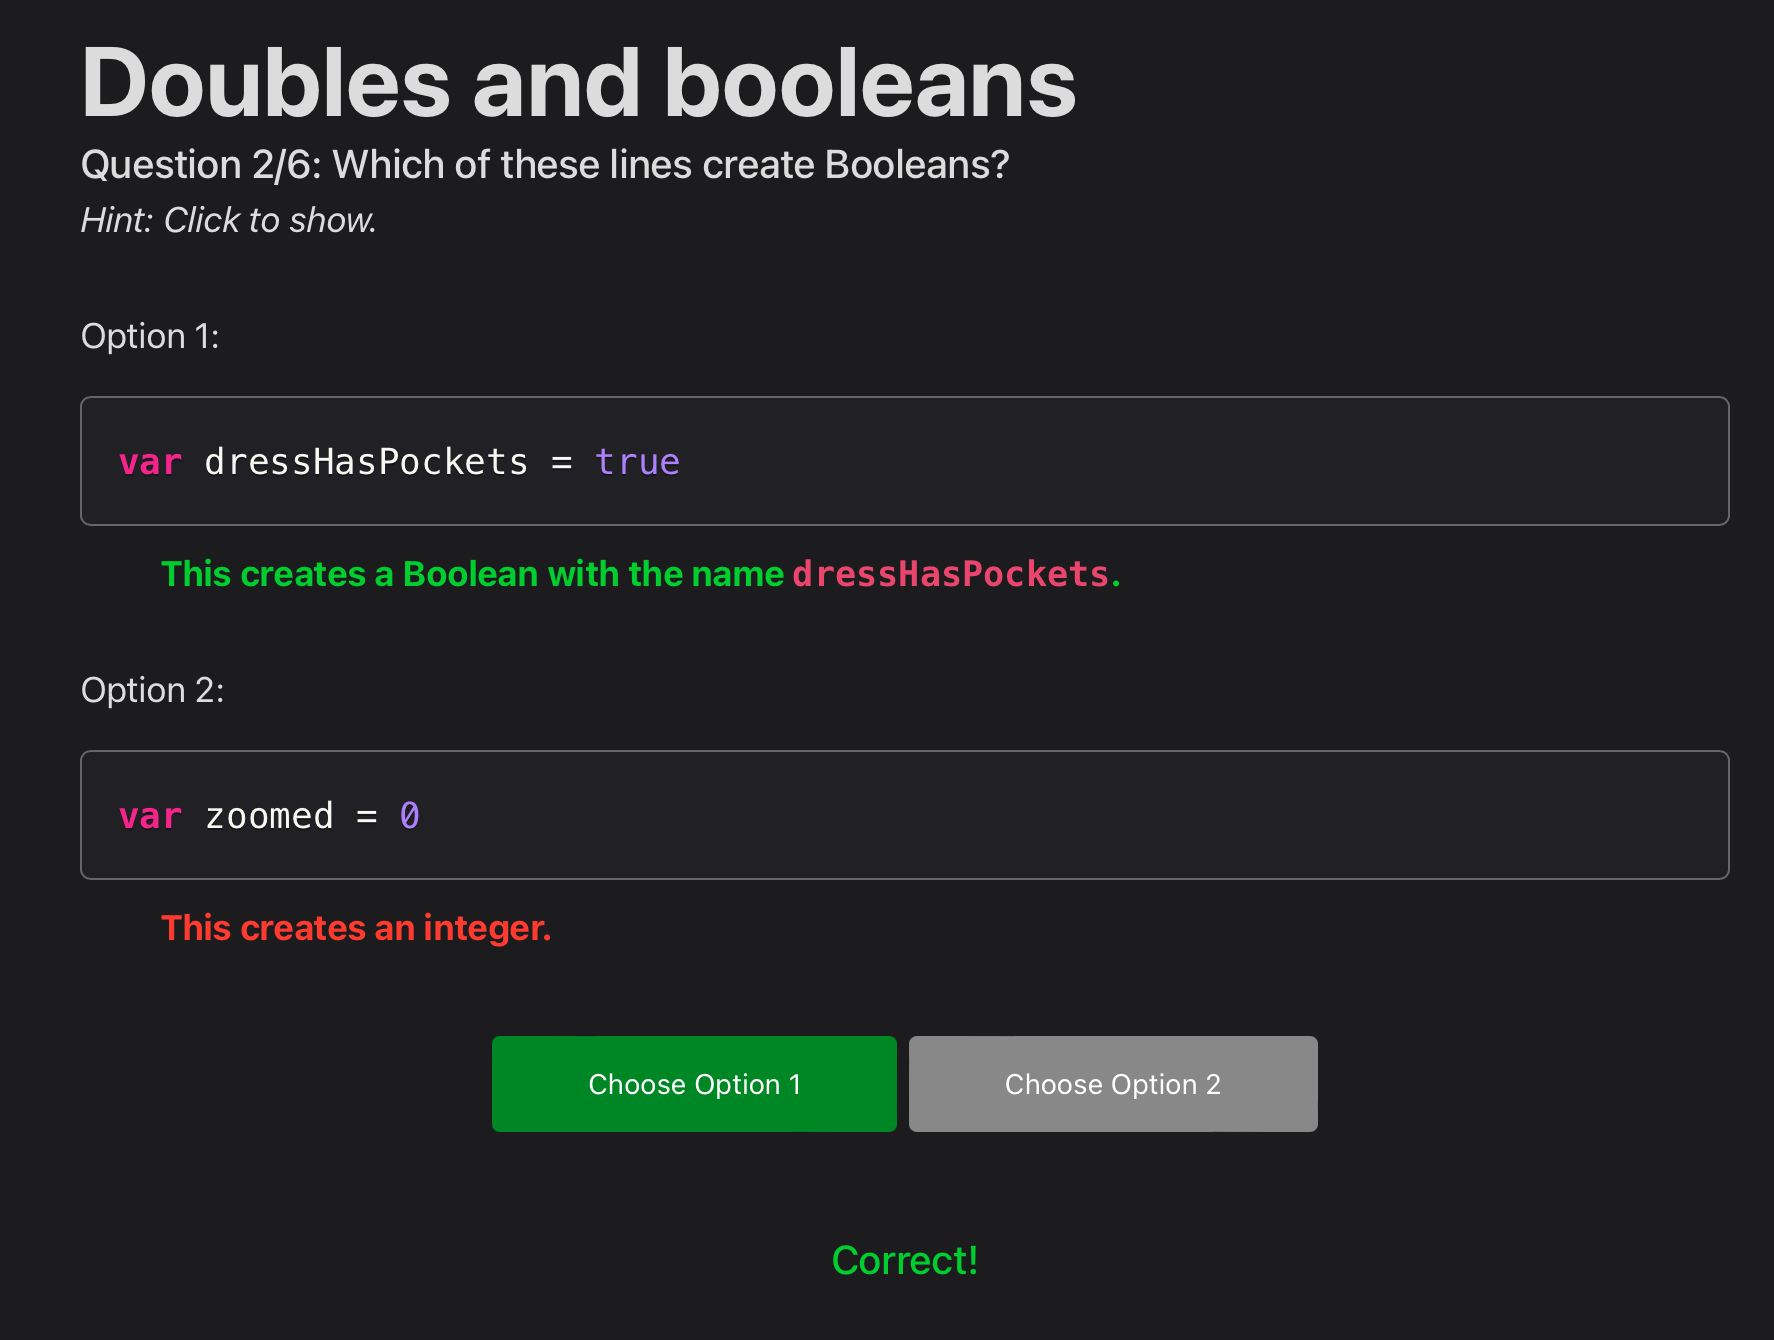 Doubles and booleans
Question 2/6: Which of these lines create Booleans?
Hint: Click to show.
Option 1:
var dressHasPockets = true
This creates a Boolean with the name dressHasPockets.
Option 2:
var zoomed = 0
This creates an integer.
Choose Option 1
Choose Option 2
Correct!